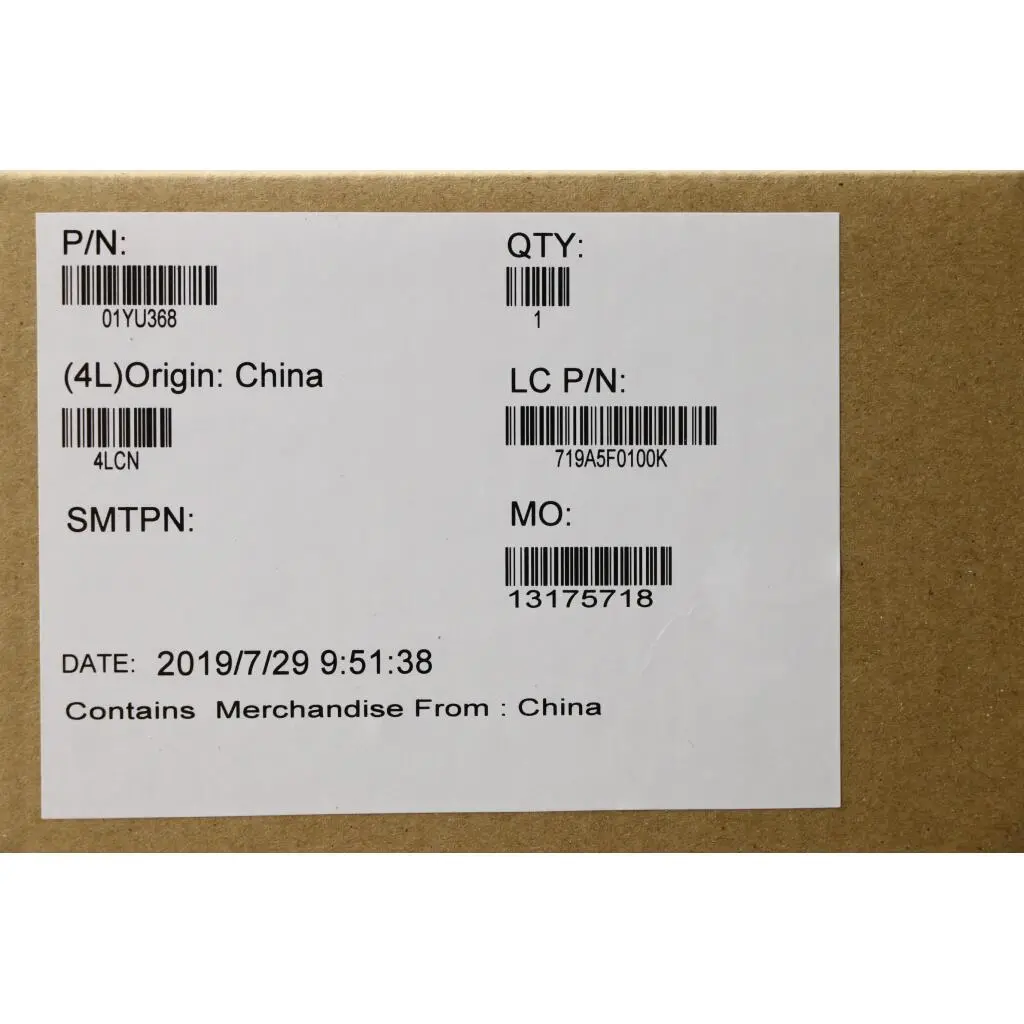 P/N:
01YU368
QTY:
1
(4L)Origin: China
4LCN
LC P/N:
719A5F0100K
SMTPN:
MO:
13175718
DATE: 2019/7/29 9:51:38
Contains Merchandise From : China